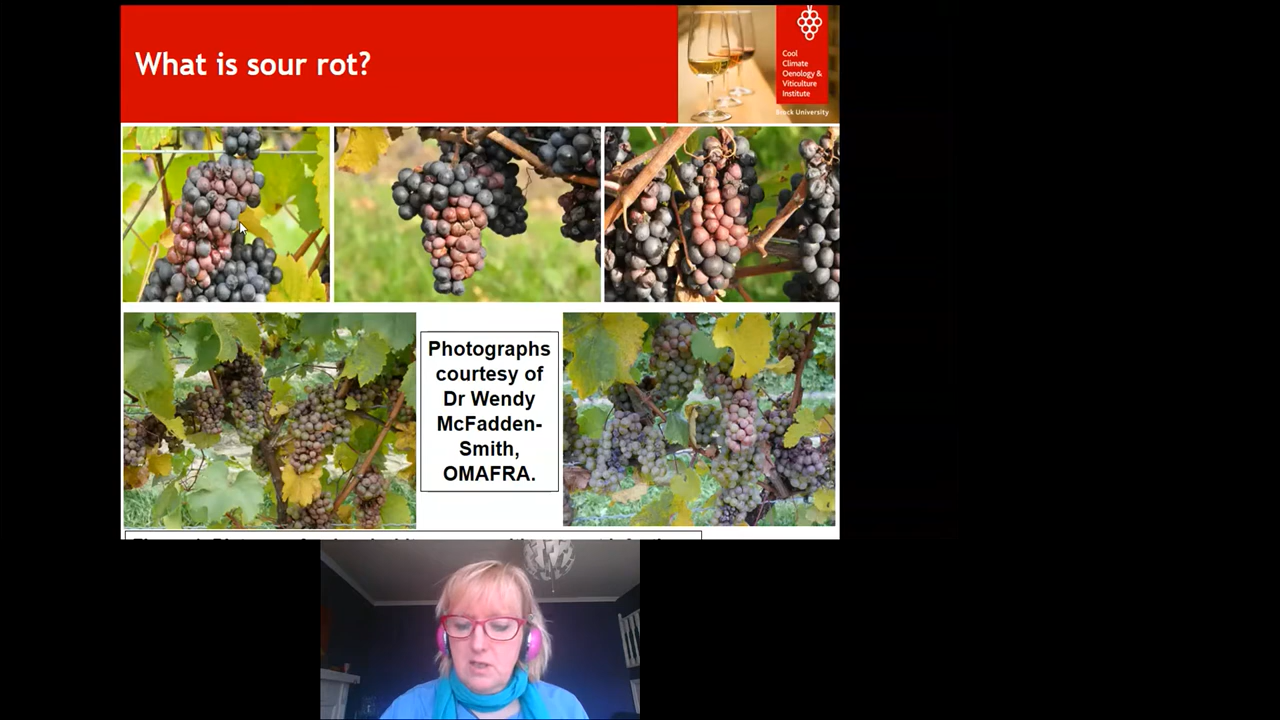 What is sour rot?
Cool
Climate
Oenology &
Viticulture
Institute
Brock University
Photographs
courtesy of
Dr Wendy
McFadden-
Smith,
OMAFRA.